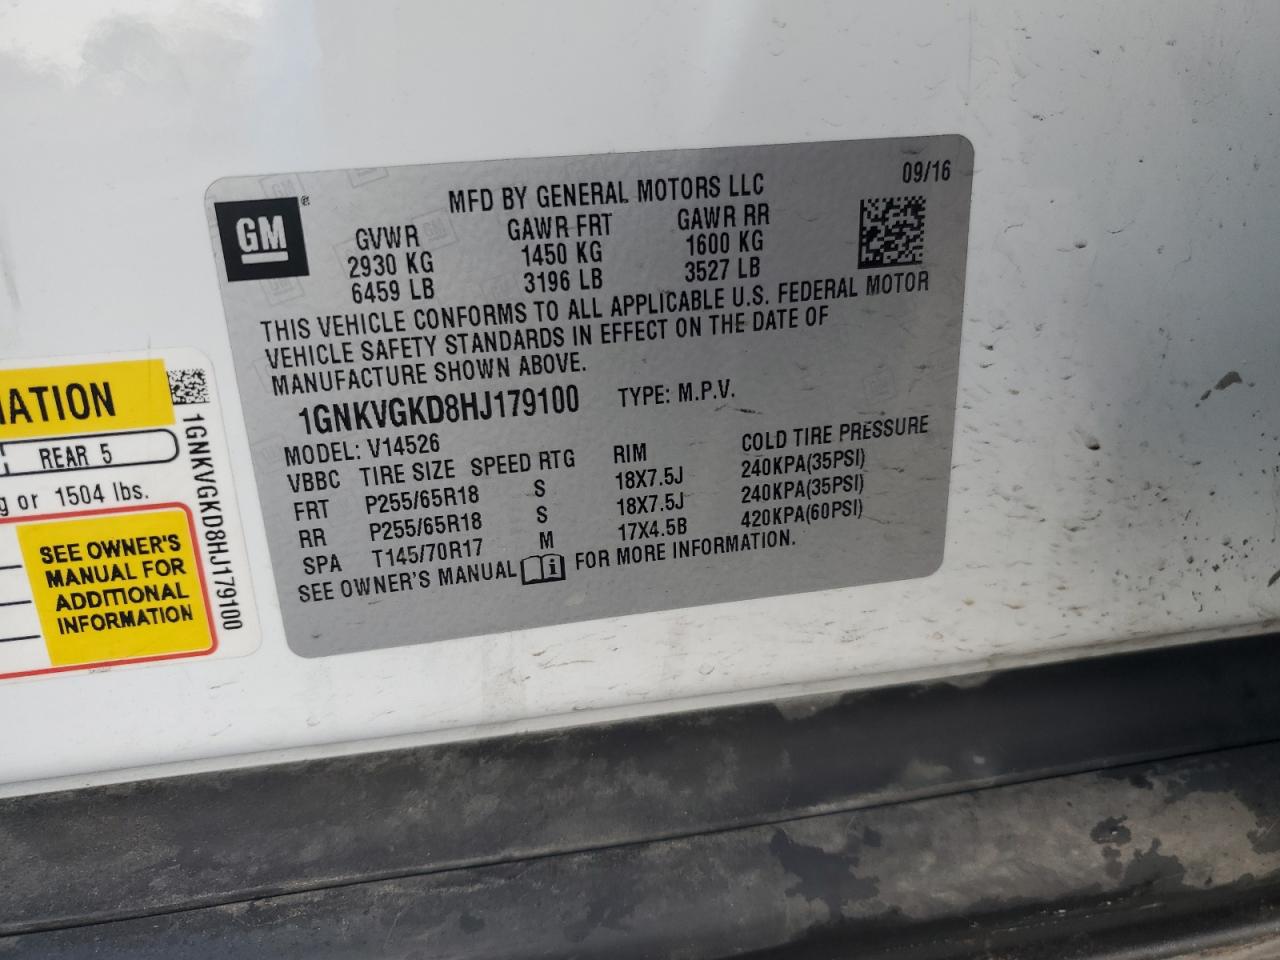 GM
®
MFD BY GENERAL MOTORS LLC
09/16
GVWR GAWR FRT GAWR RR
2930 KG 1450 KG 1600 KG
6459 LB 3196 LB 3527 LB
THIS VEHICLE CONFORMS TO ALL APPLICABLE U.S. FEDERAL MOTOR
VEHICLE SAFETY STANDARDS IN EFFECT ON THE DATE OF
MANUFACTURE SHOWN ABOVE.
1GNKVGKD8HJ179100 TYPE: M.P.V.
MODEL: V14526
VBBC TIRE SIZE SPEED RTG RIM COLD TIRE PRESSURE
FRT P255/65R18 S 18X7.5J 240KPA(35PSI)
RR P255/65R18 S 18X7.5J 240KPA(35PSI)
SPA T145/70R17 M 17X4.5B 420KPA(60PSI)
SEE OWNER'S MANUAL FOR MORE INFORMATION.
MATION
REAR 5
g or 1504 lbs.
SEE OWNER'S
MANUAL FOR
ADDITIONAL
INFORMATION
1GNKVGKD8HJ179100